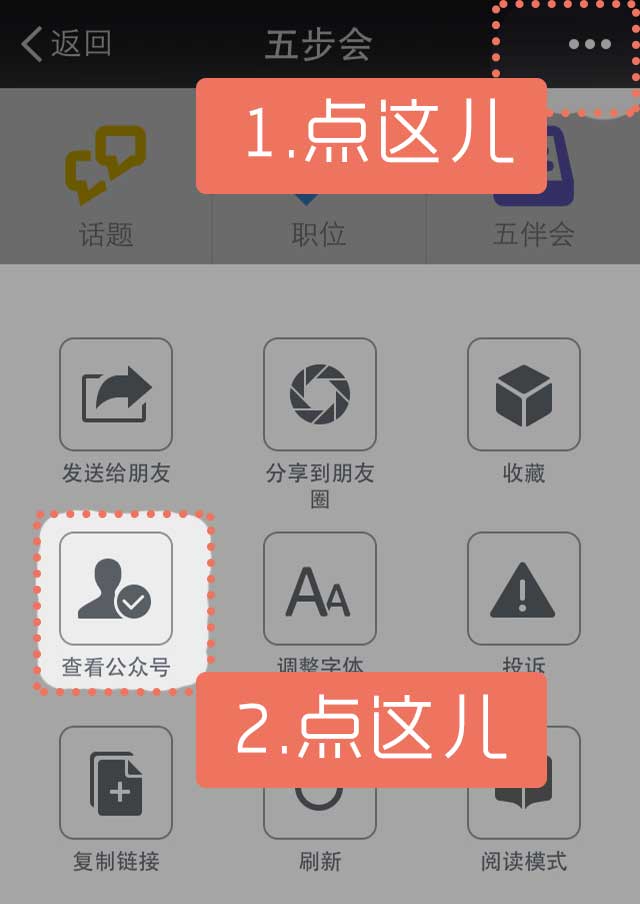 返回
五步会
1.点这儿
话题
职位
五伴会
发送给朋友
分享到朋友
圈
收藏
查看公众号
调整字体
投诉
2.点这儿
复制链接
刷新
阅读模式